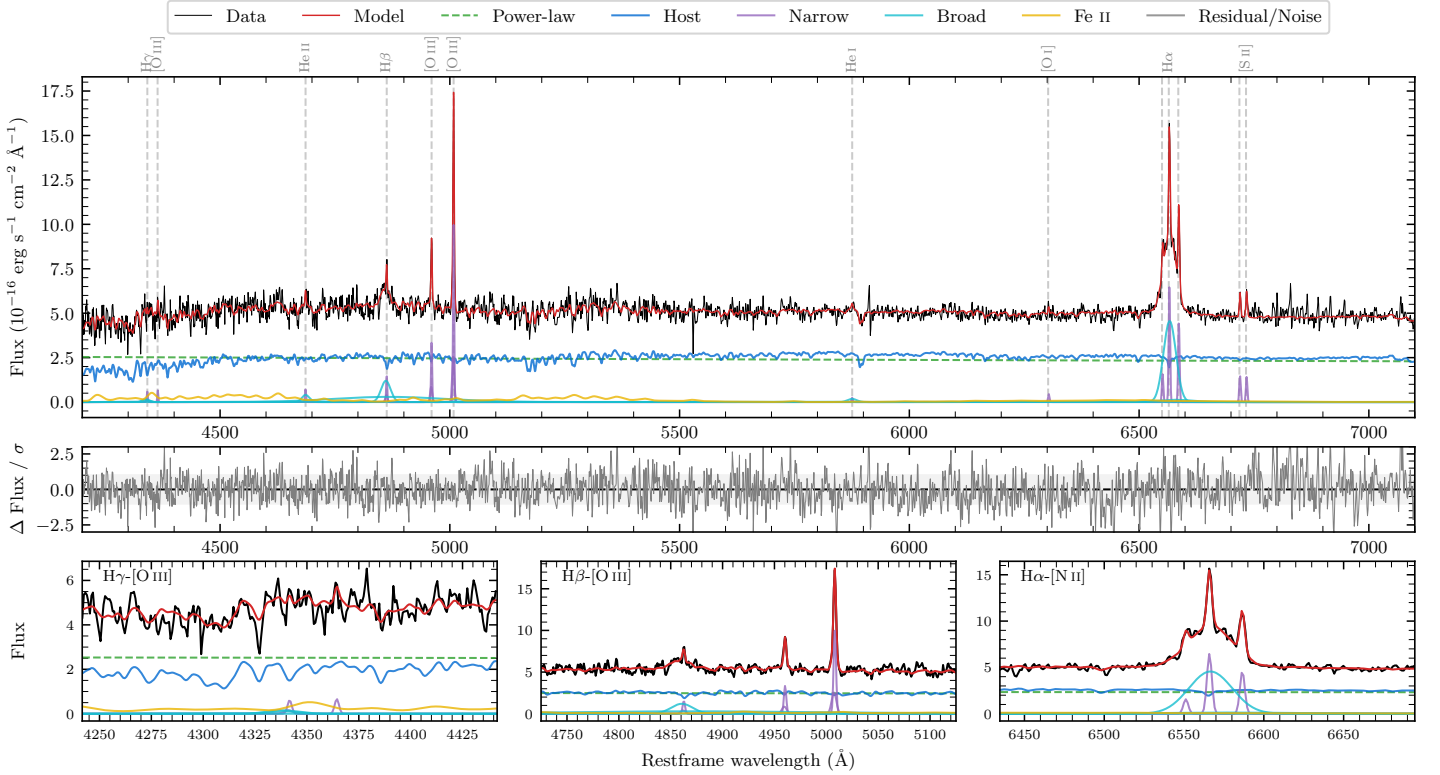 Data Model Power-law Host Narrow Broad Fe II Residual/Noise
Hγ [O III] He II Hβ [O III] [O III] He I [O I] Hα [S II]
Flux (10⁻¹⁶ erg s⁻¹ cm⁻² Å⁻¹)
17.5
15.0
12.5
10.0
7.5
5.0
2.5
0.0
4500 5000 5500 6000 6500 7000
Δ Flux / σ
2.5
0.0
−2.5
4500 5000 5500 6000 6500 7000
Flux
Hγ-[O III]
6
4
2
0
4250 4275 4300 4325 4350 4375 4400 4425
Hβ-[O III]
15
10
5
0
4750 4800 4850 4900 4950 5000 5050 5100
Hα-[N II]
15
10
5
0
6450 6500 6550 6600 6650
Restframe wavelength (Å)